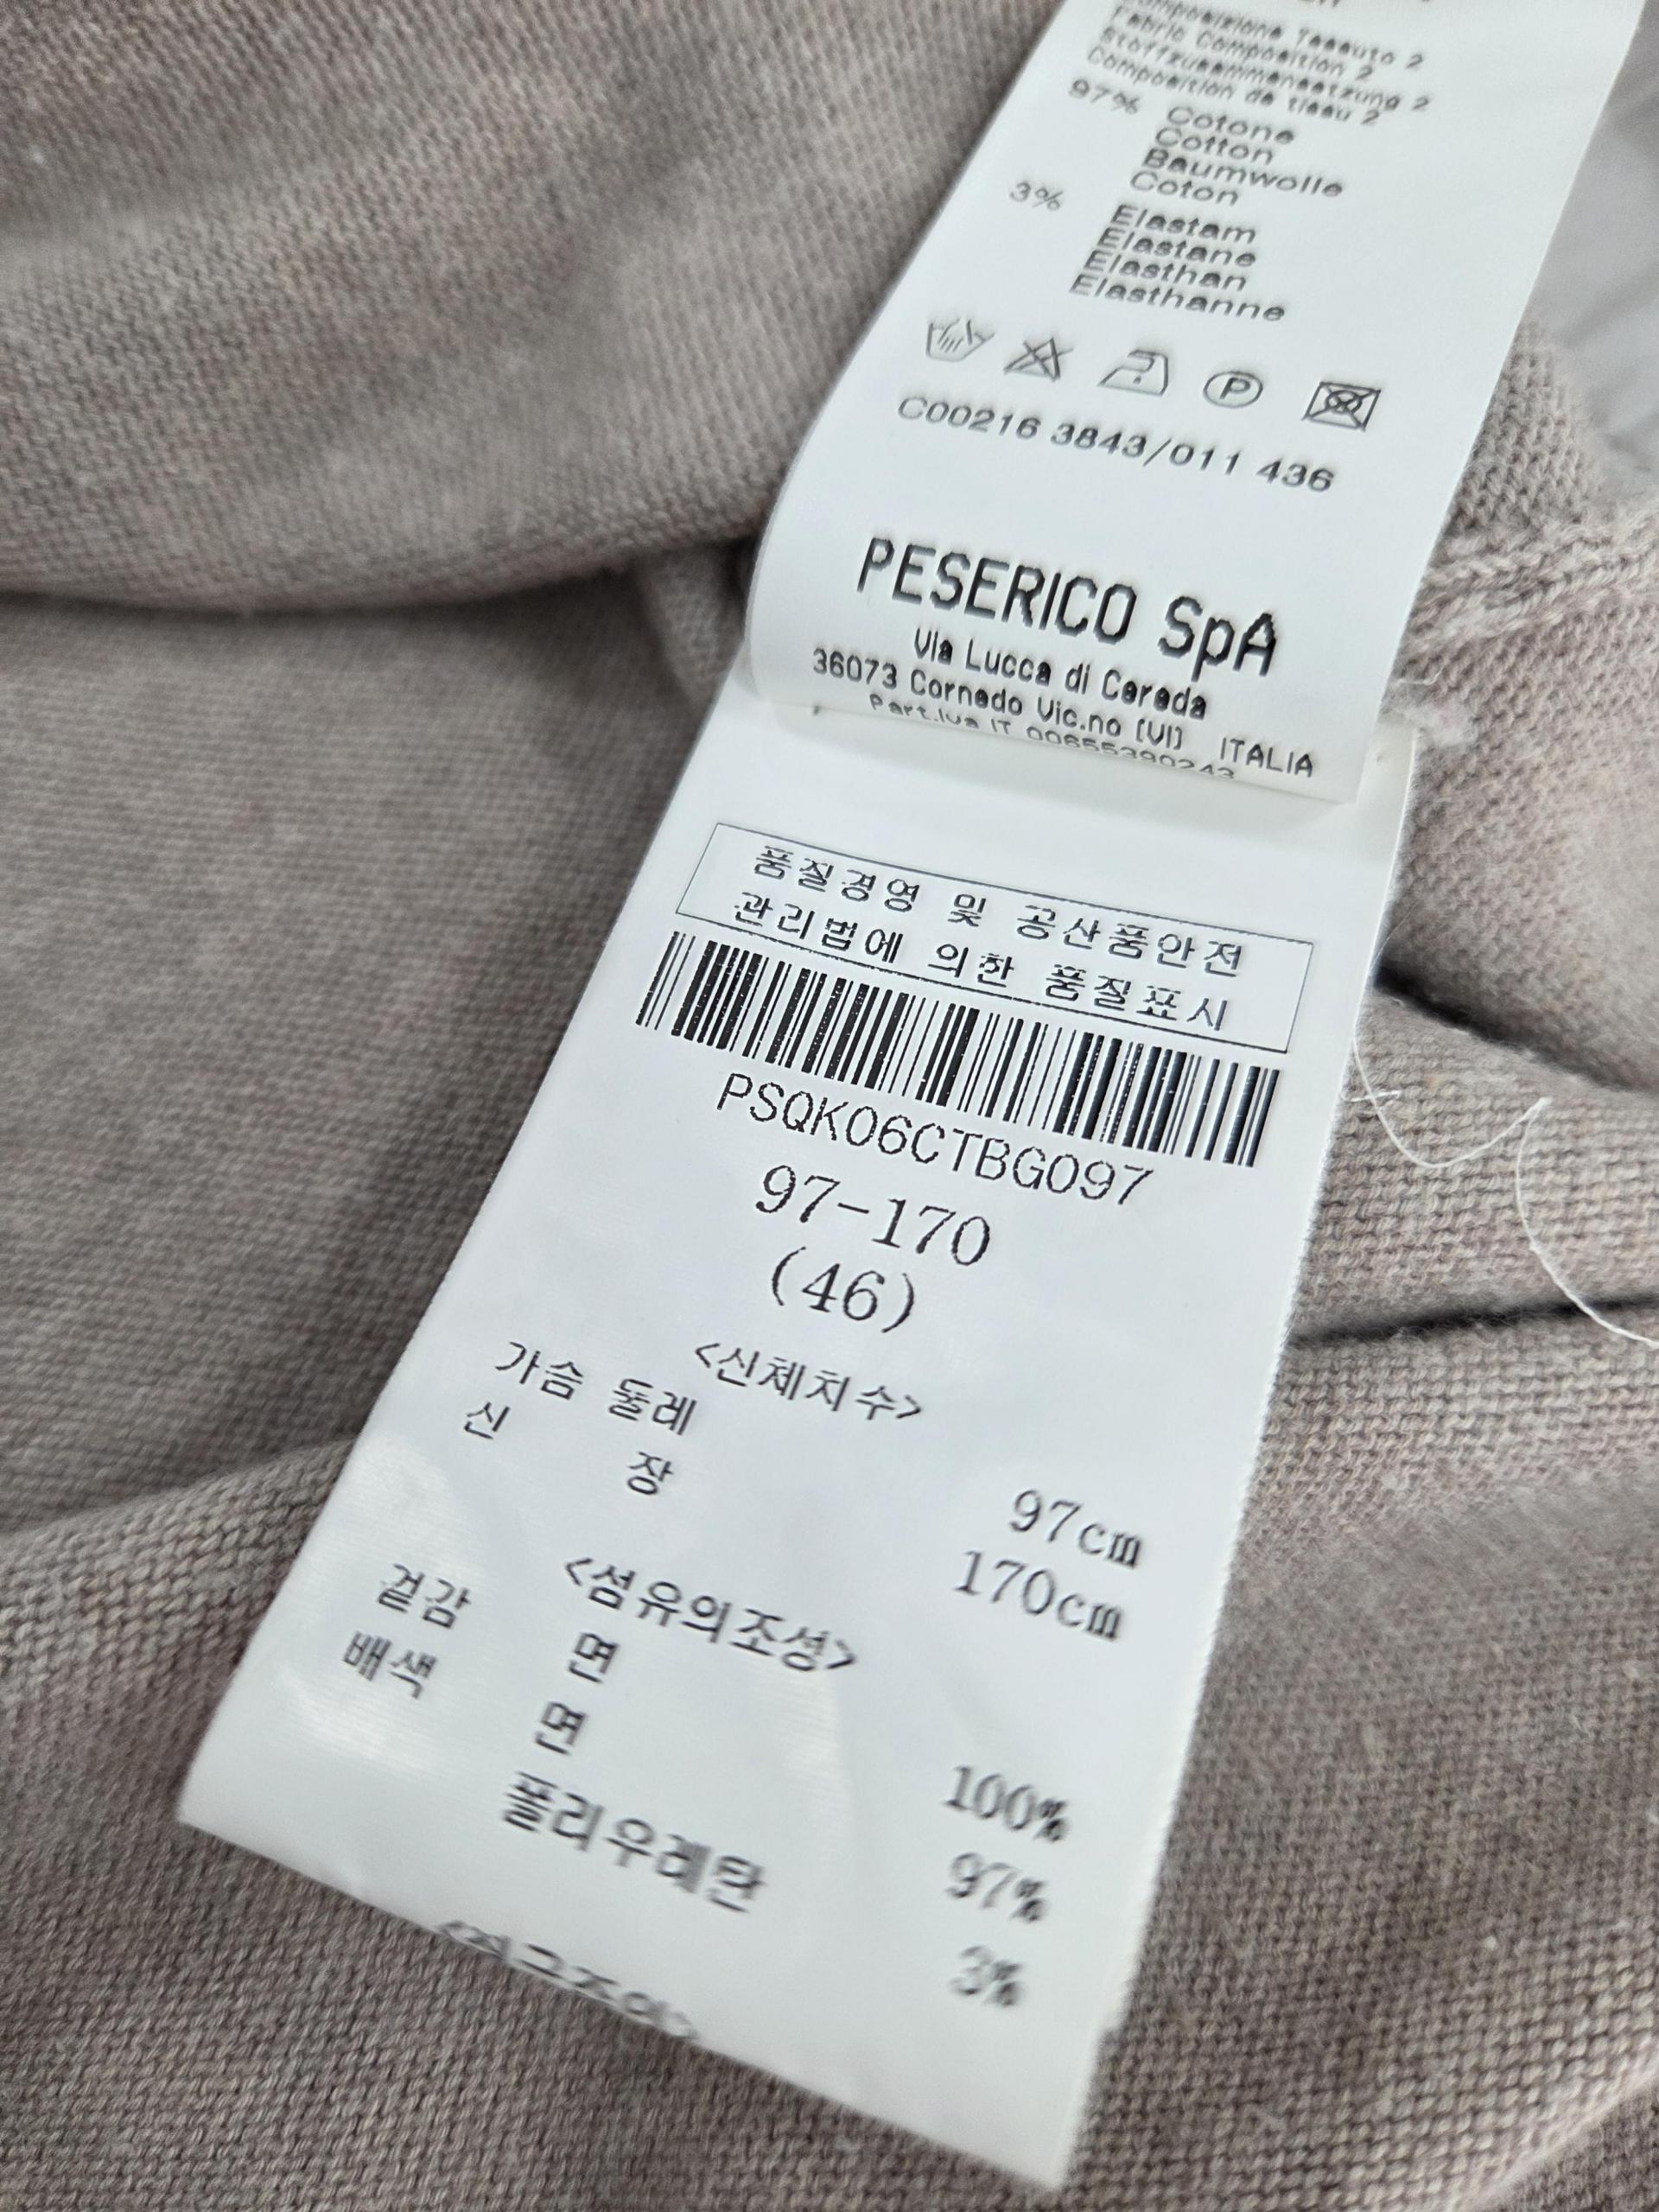 Composizione Tessuto 2
Fabric Composition 2
Stoffzusammensetzung 2
Composition de tissu 2
97% Cotone
Cotton
Baumwolle
Coton
3% Elastam
Elastane
Elasthan
Elasthanne
P
C00216 3843/011 436
PESERICO SpA
Via Lucca di Cereda
36073 Cornedo Vic.no (VI) ITALIA
Part.Iva IT 00655390243
품질경영 및 공산품안전
관리법에 의한 품질표시
PSQK06CTBG097
97-170
(46)
<신체치수>
가슴 둘레 97cm
신 장 170cm
<섬유의조성>
겉감 면 100%
배색 면 97%
폴리우레탄 3%